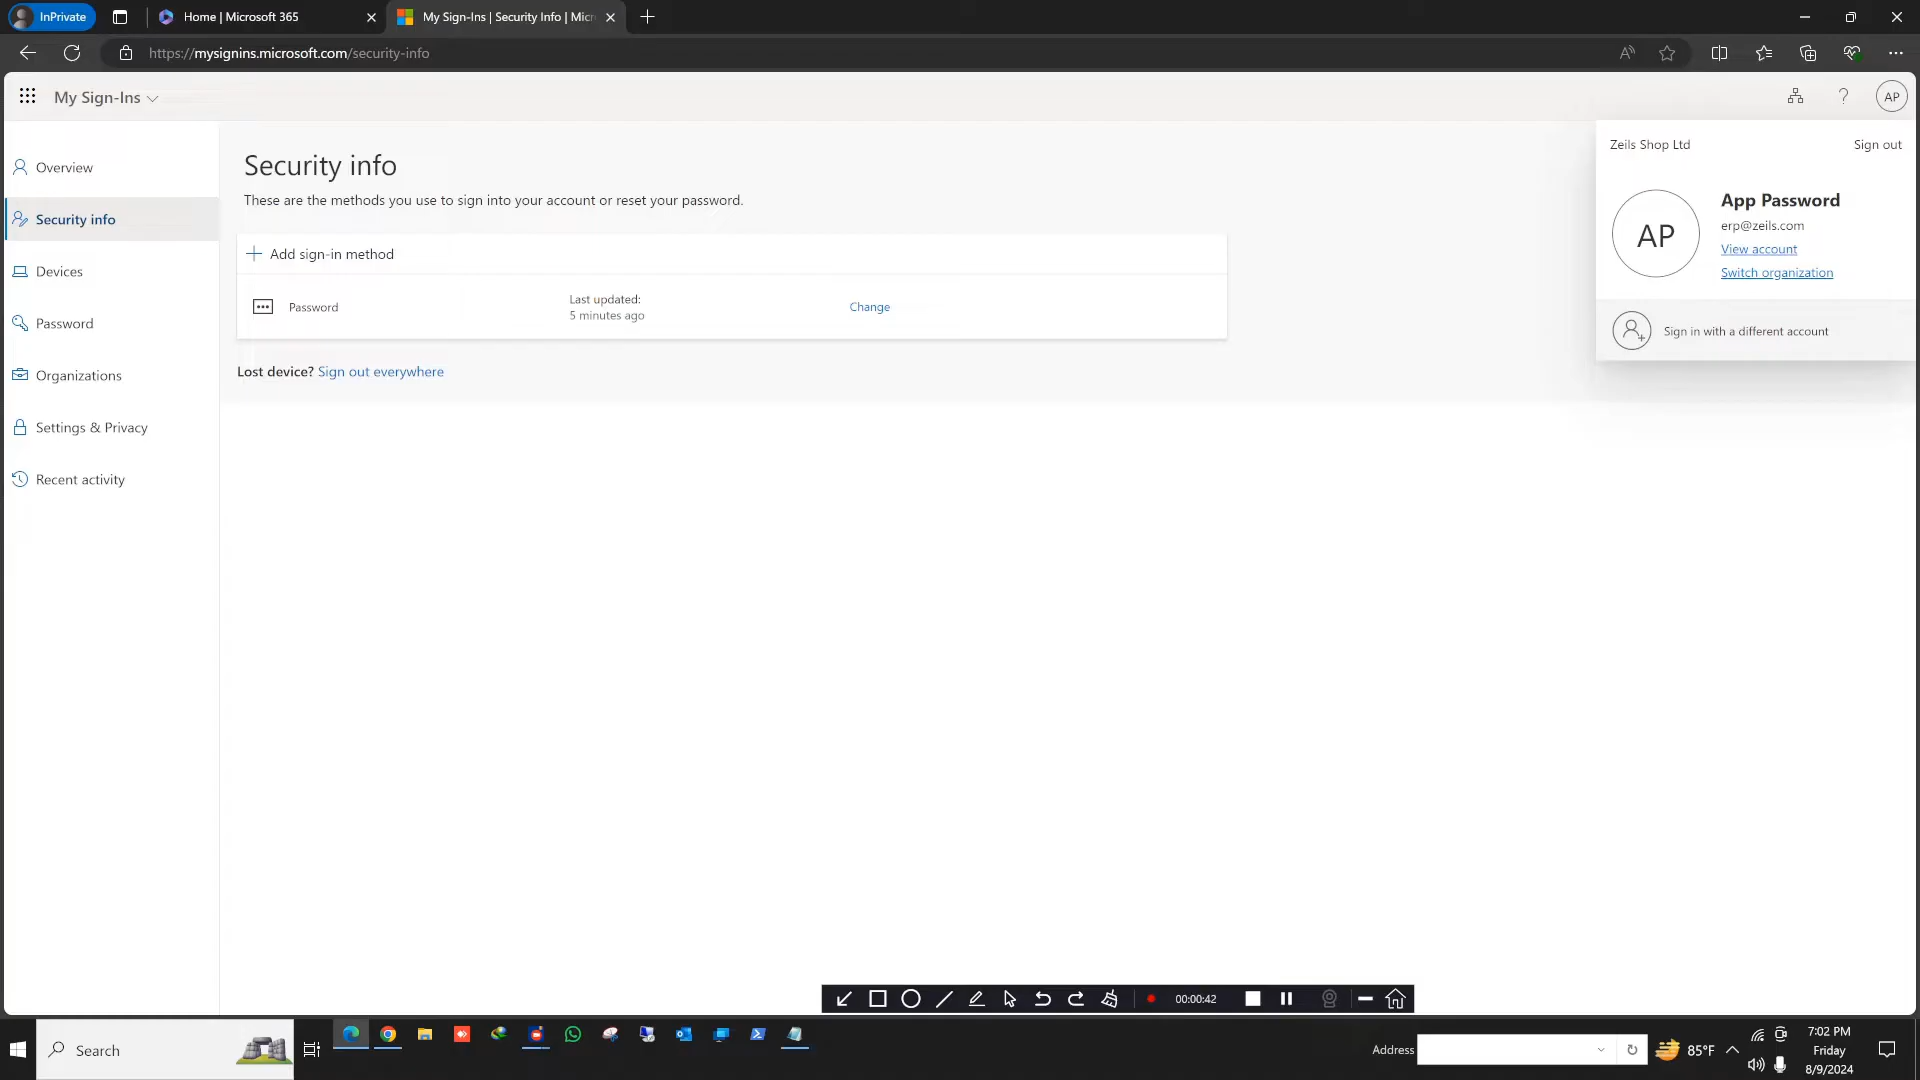 InPrivate
Home | Microsoft 365
My Sign-Ins | Security Info | Micr
https://mysignins.microsoft.com/security-info
My Sign-Ins
AP
Overview
Security info
Devices
Password
Organizations
Settings & Privacy
Recent activity
Security info
These are the methods you use to sign into your account or reset your password.
Add sign-in method
Password
Last updated:
5 minutes ago
Change
Lost device? Sign out everywhere
Zeils Shop Ltd
Sign out
AP
App Password
erp@zeils.com
View account
Switch organization
Sign in with a different account
00:00:42
Search
Address
85°F
7:02 PM
Friday
8/9/2024